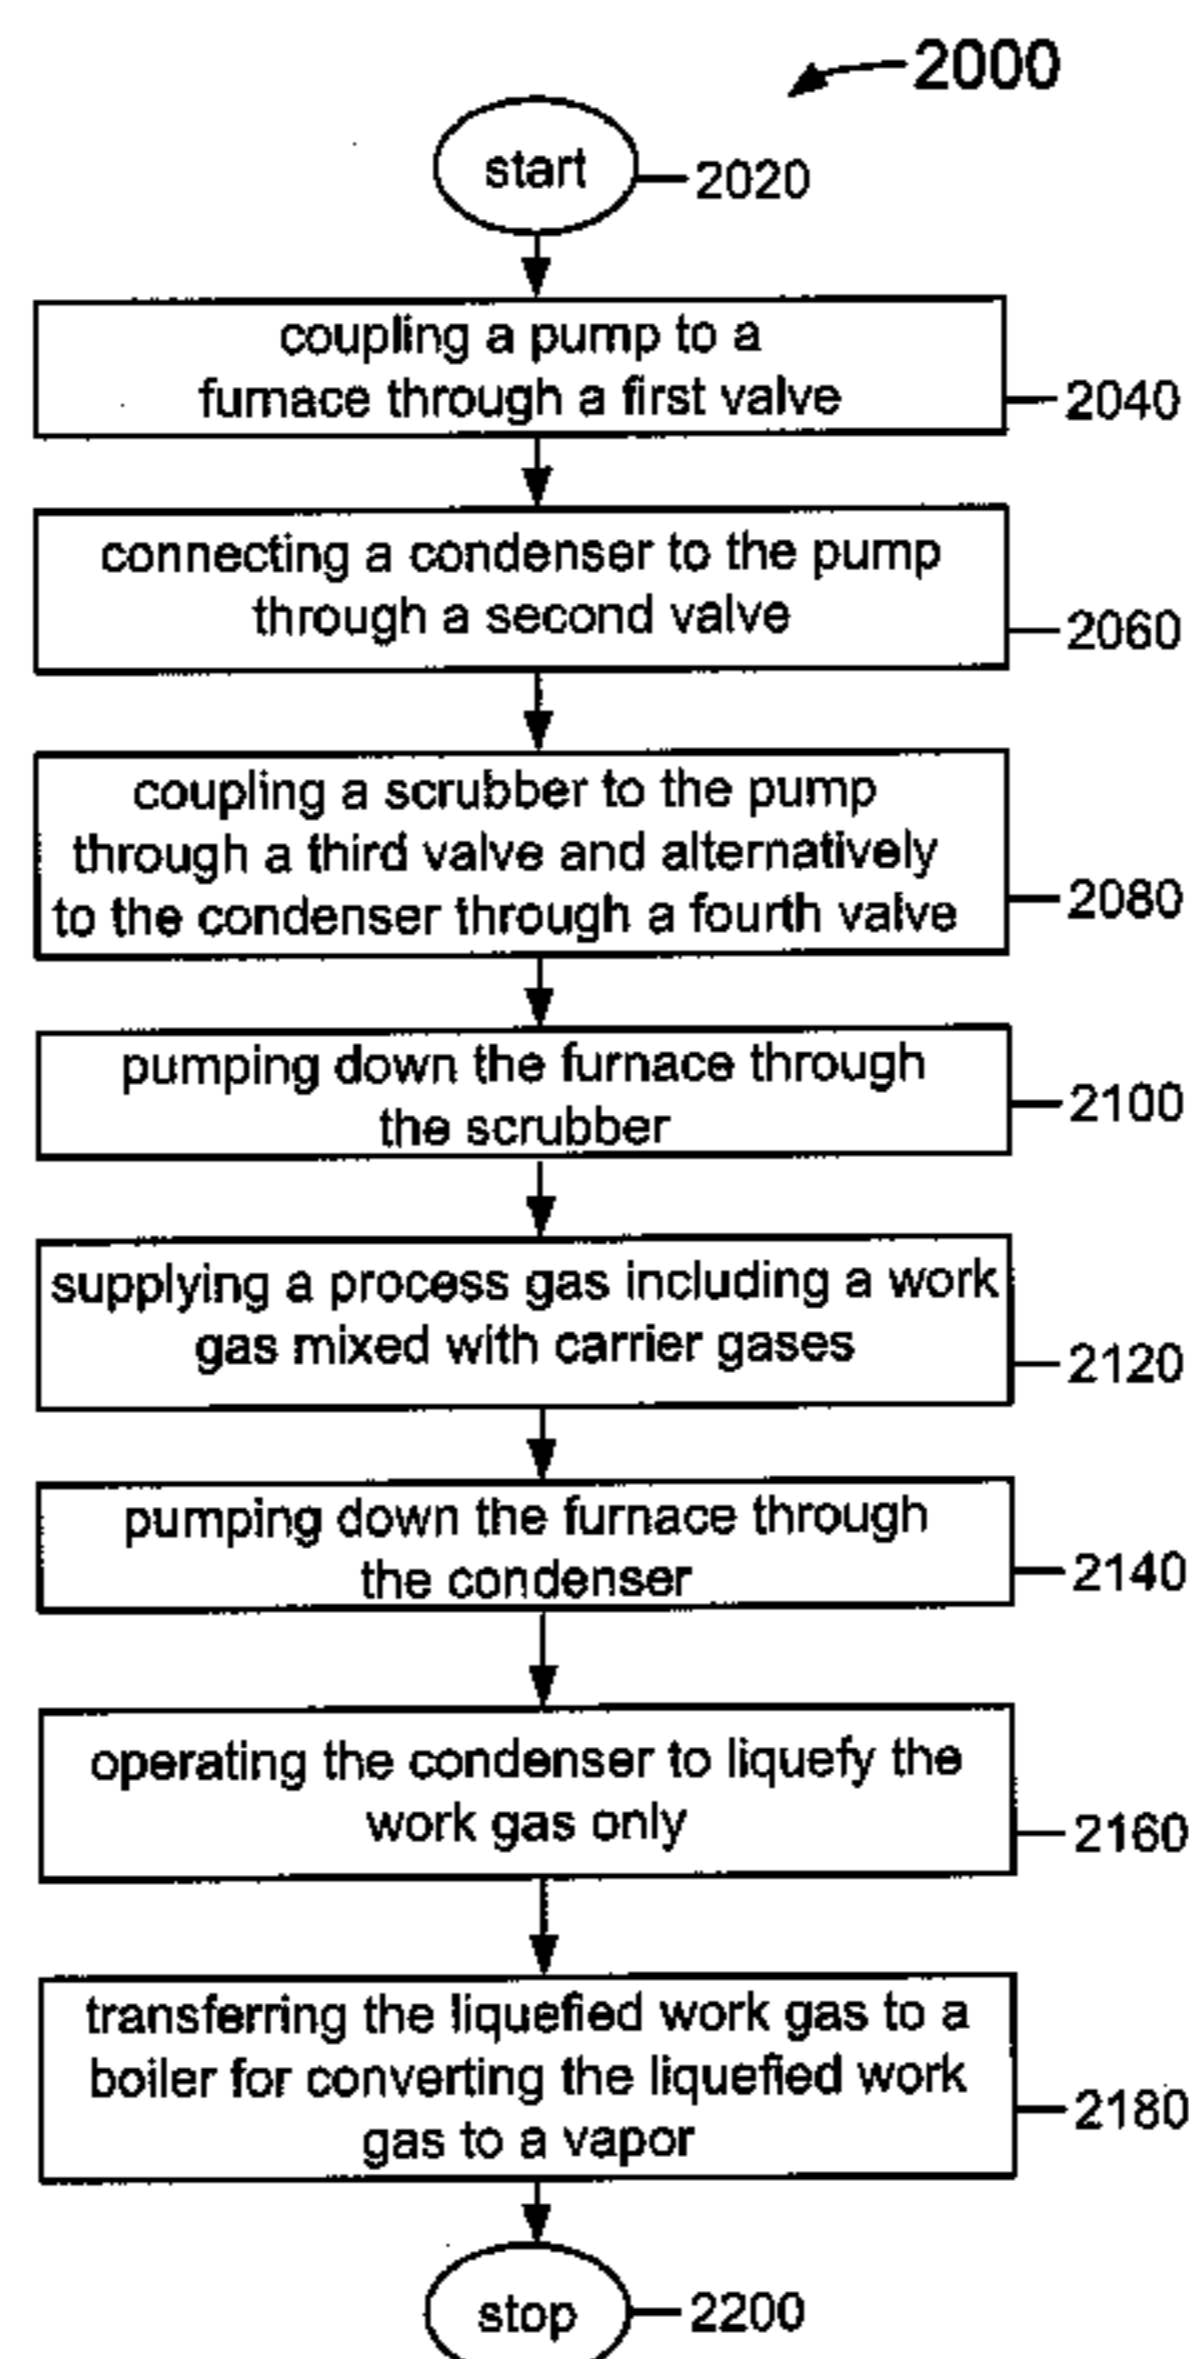 2000
start
2020
coupling a pump to a
furnace through a first valve
2040
connecting a condenser to the pump
through a second valve
2060
coupling a scrubber to the pump
through a third valve and alternatively
to the condenser through a fourth valve
2080
pumping down the furnace through
the scrubber
2100
supplying a process gas including a work
gas mixed with carrier gases
2120
pumping down the furnace through
the condenser
2140
operating the condenser to liquefy the
work gas only
2160
transferring the liquefied work gas to a
boiler for converting the liquefied work
gas to a vapor
2180
stop
2200